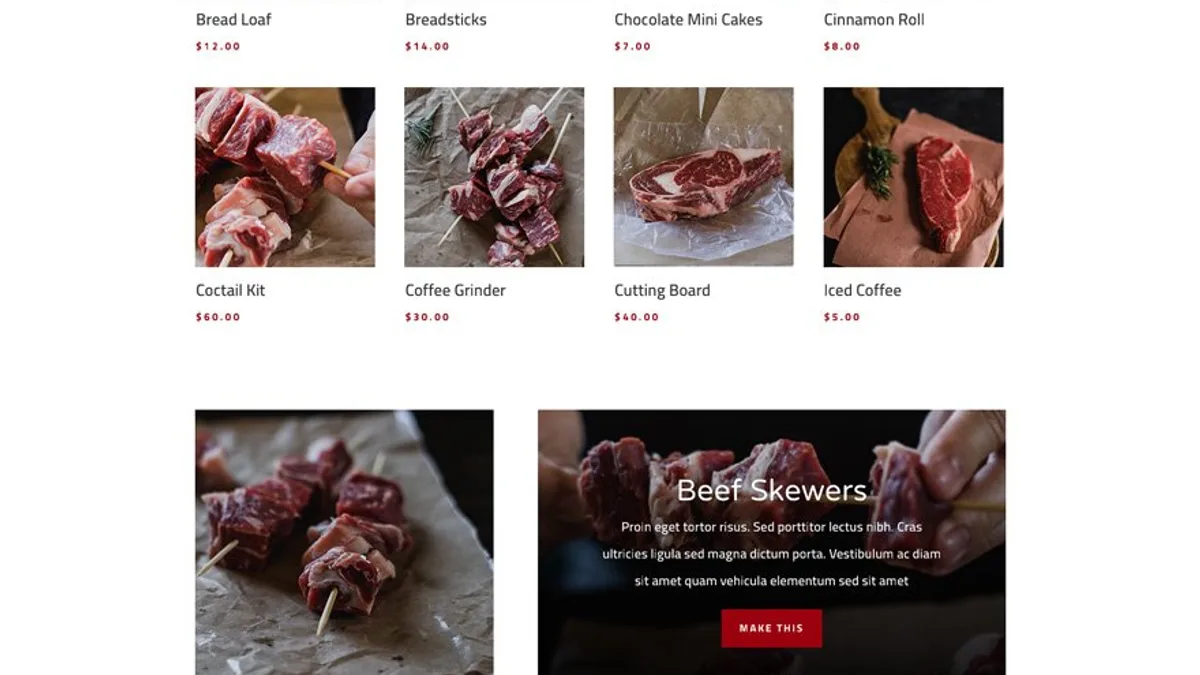 Bread Loaf
$12.00
Breadsticks
$14.00
Chocolate Mini Cakes
$7.00
Cinnamon Roll
$8.00
Coctail Kit
$60.00
Coffee Grinder
$30.00
Cutting Board
$40.00
Iced Coffee
$5.00
Beef Skewers
Proin eget tortor risus. Sed porttitor lectus nibh. Cras
ultricies ligula sed magna dictum porta. Vestibulum ac diam
sit amet quam vehicula elementum sed sit amet
MAKE THIS